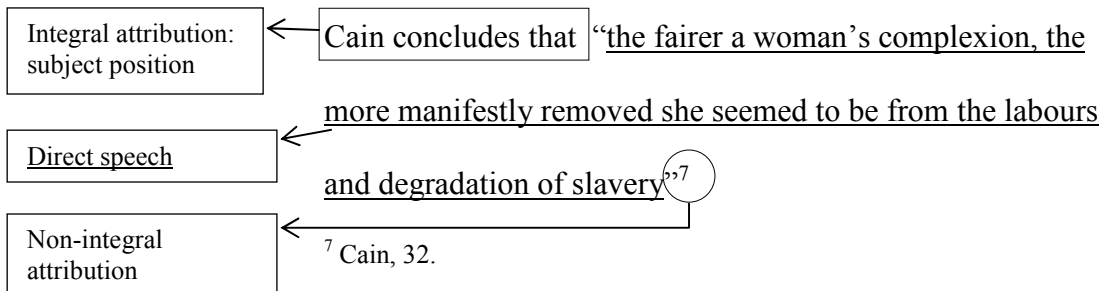 Integral attribution:
subject position
Cain concludes that “the fairer a woman’s complexion, the
more manifestly removed she seemed to be from the labours
Direct speech
and degradation of slavery”7
Non-integral
attribution
7 Cain, 32.